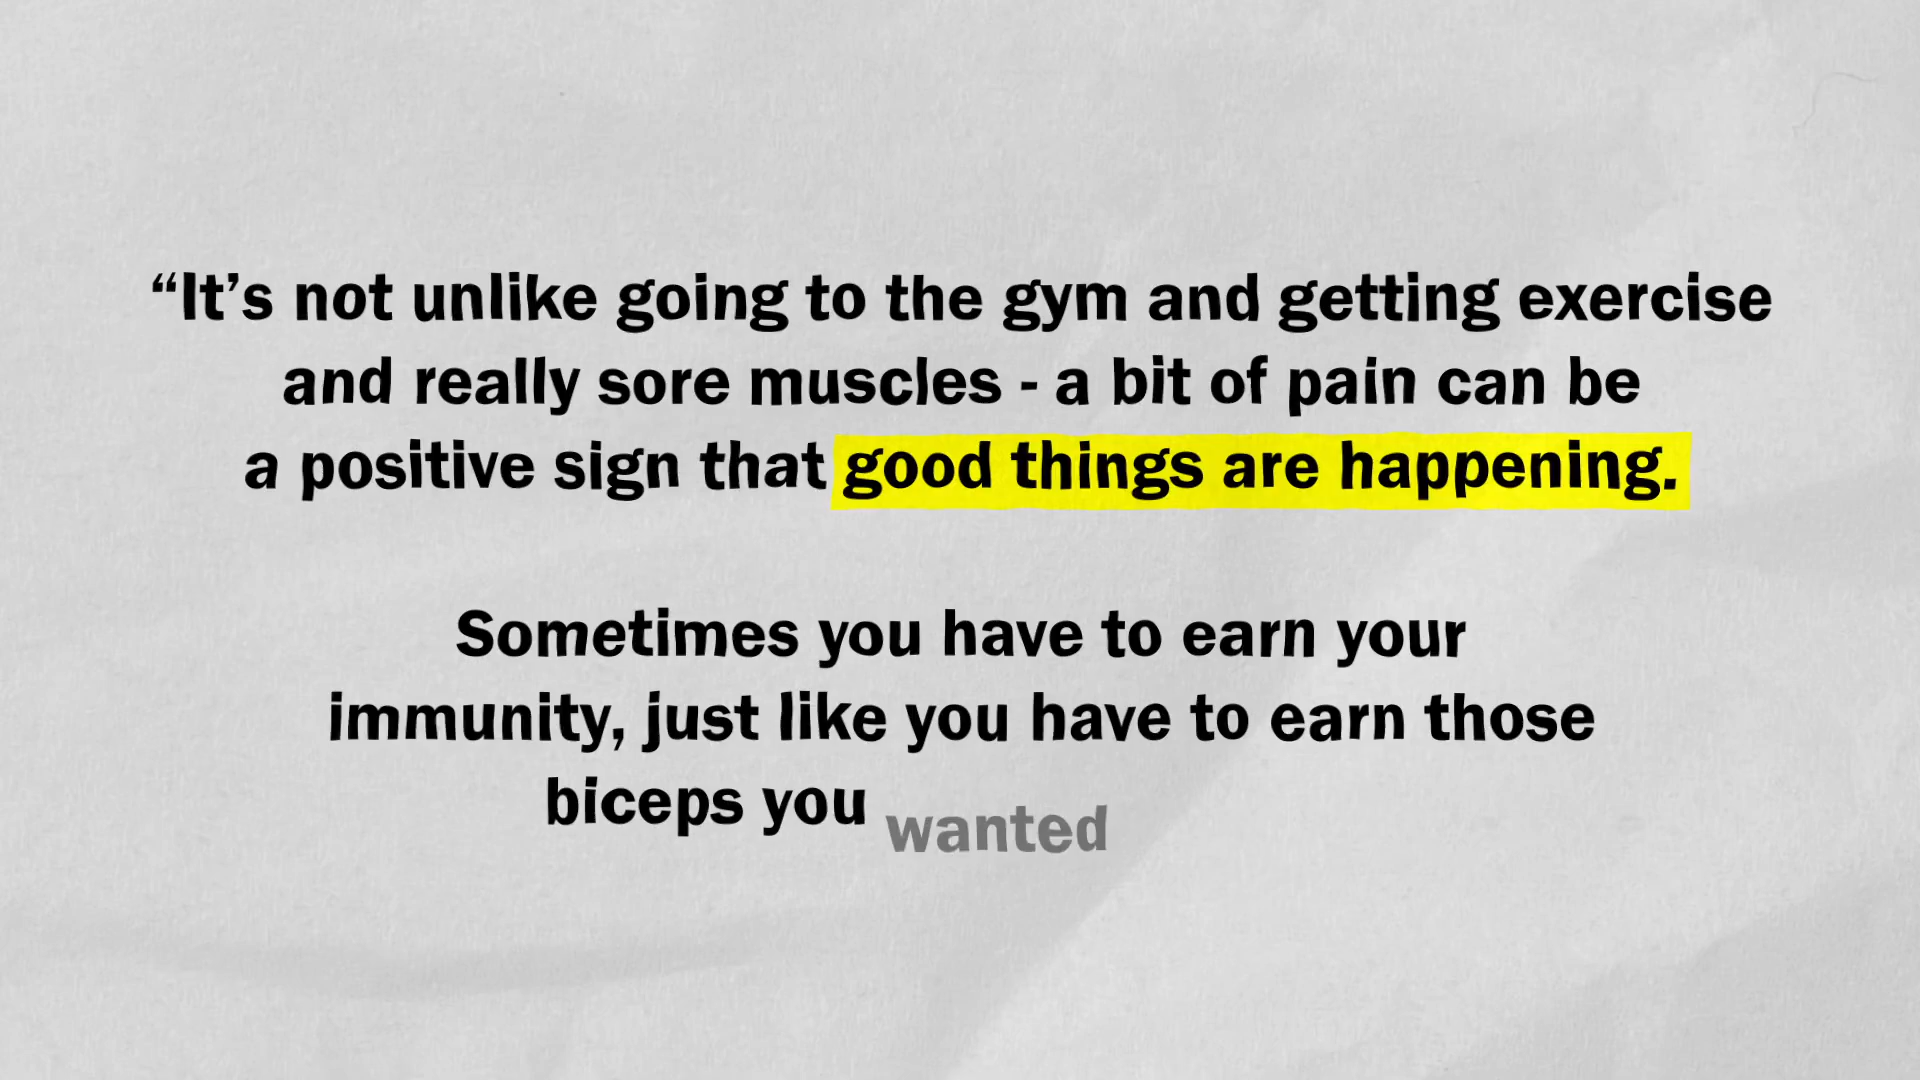 “It’s not unlike going to the gym and getting exercise
and really sore muscles - a bit of pain can be
a positive sign that good things are happening.
Sometimes you have to earn your
immunity, just like you have to earn those
biceps you wanted